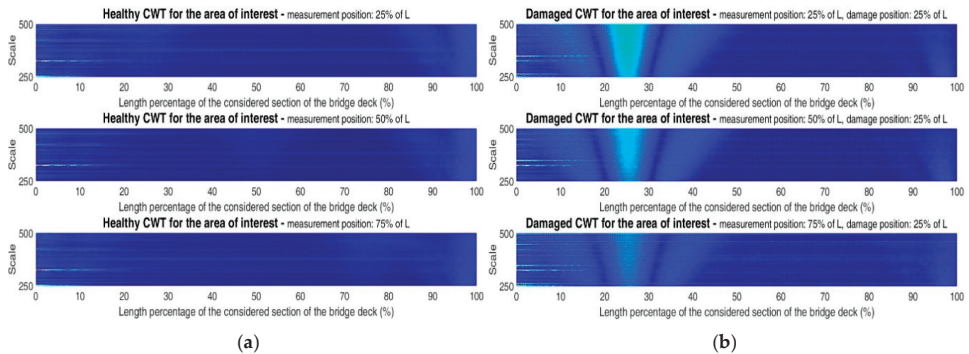 Healthy CWT for the area of interest - measurement position: 25% of L
500
Scale
250
0 10 20 30 40 50 60 70 80 90 100
Length percentage of the considered section of the bridge deck (%)
Healthy CWT for the area of interest - measurement position: 50% of L
500
Scale
250
0 10 20 30 40 50 60 70 80 90 100
Length percentage of the considered section of the bridge deck (%)
Healthy CWT for the area of interest - measurement position: 75% of L
500
Scale
250
0 10 20 30 40 50 60 70 80 90 100
Length percentage of the considered section of the bridge deck (%)
(a)
Damaged CWT for the area of interest - measurement position: 25% of L, damage position: 25% of L
500
Scale
250
0 10 20 30 40 50 60 70 80 90 100
Length percentage of the considered section of the bridge deck (%)
Damaged CWT for the area of interest - measurement position: 50% of L, damage position: 25% of L
500
Scale
250
0 10 20 30 40 50 60 70 80 90 100
Length percentage of the considered section of the bridge deck (%)
Damaged CWT for the area of interest - measurement position: 75% of L, damage position: 25% of L
500
Scale
250
0 10 20 30 40 50 60 70 80 90 100
Length percentage of the considered section of the bridge deck (%)
(b)